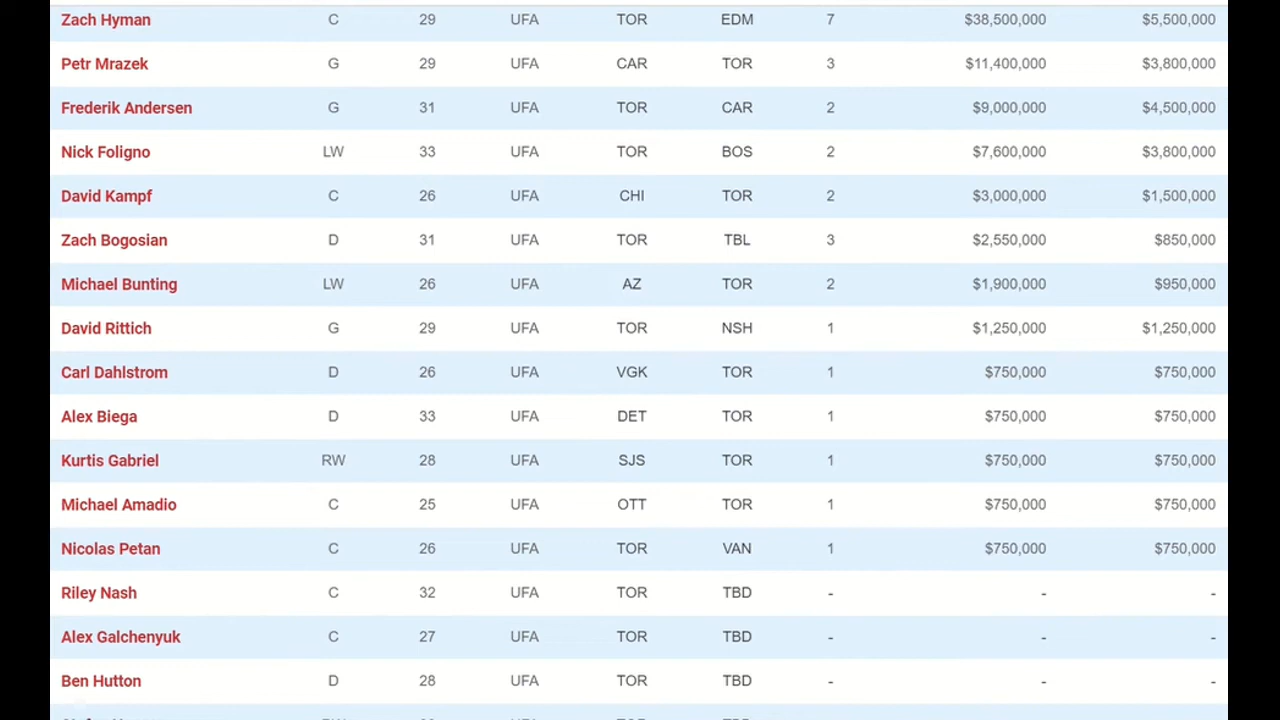 Zach Hyman C 29 UFA TOR EDM 7 $38,500,000 $5,500,000
Petr Mrazek G 29 UFA CAR TOR 3 $11,400,000 $3,800,000
Frederik Andersen G 31 UFA TOR CAR 2 $9,000,000 $4,500,000
Nick Foligno LW 33 UFA TOR BOS 2 $7,600,000 $3,800,000
David Kampf C 26 UFA CHI TOR 2 $3,000,000 $1,500,000
Zach Bogosian D 31 UFA TOR TBL 3 $2,550,000 $850,000
Michael Bunting LW 26 UFA AZ TOR 2 $1,900,000 $950,000
David Rittich G 29 UFA TOR NSH 1 $1,250,000 $1,250,000
Carl Dahlstrom D 26 UFA VGK TOR 1 $750,000 $750,000
Alex Biega D 33 UFA DET TOR 1 $750,000 $750,000
Kurtis Gabriel RW 28 UFA SJS TOR 1 $750,000 $750,000
Michael Amadio C 25 UFA OTT TOR 1 $750,000 $750,000
Nicolas Petan C 26 UFA TOR VAN 1 $750,000 $750,000
Riley Nash C 32 UFA TOR TBD - - -
Alex Galchenyuk C 27 UFA TOR TBD - - -
Ben Hutton D 28 UFA TOR TBD - - -